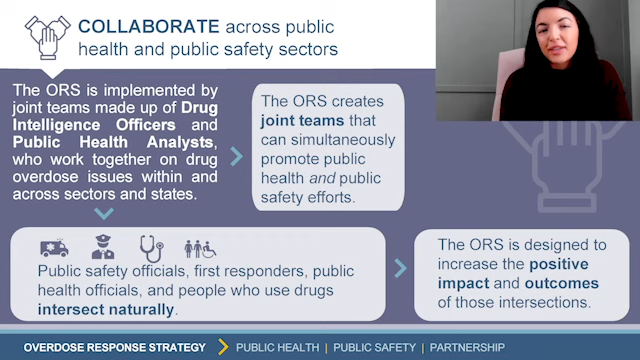 COLLABORATE across public
health and public safety sectors
The ORS is implemented by
joint teams made up of Drug
Intelligence Officers and
Public Health Analysts,
who work together on drug
overdose issues within and
across sectors and states.
The ORS creates
joint teams that
can simultaneously
promote public
health and public
safety efforts.
Public safety officials, first responders, public
health officials, and people who use drugs
intersect naturally.
The ORS is designed to
increase the positive
impact and outcomes
of those intersections.
OVERDOSE RESPONSE STRATEGY PUBLIC HEALTH | PUBLIC SAFETY | PARTNERSHIP